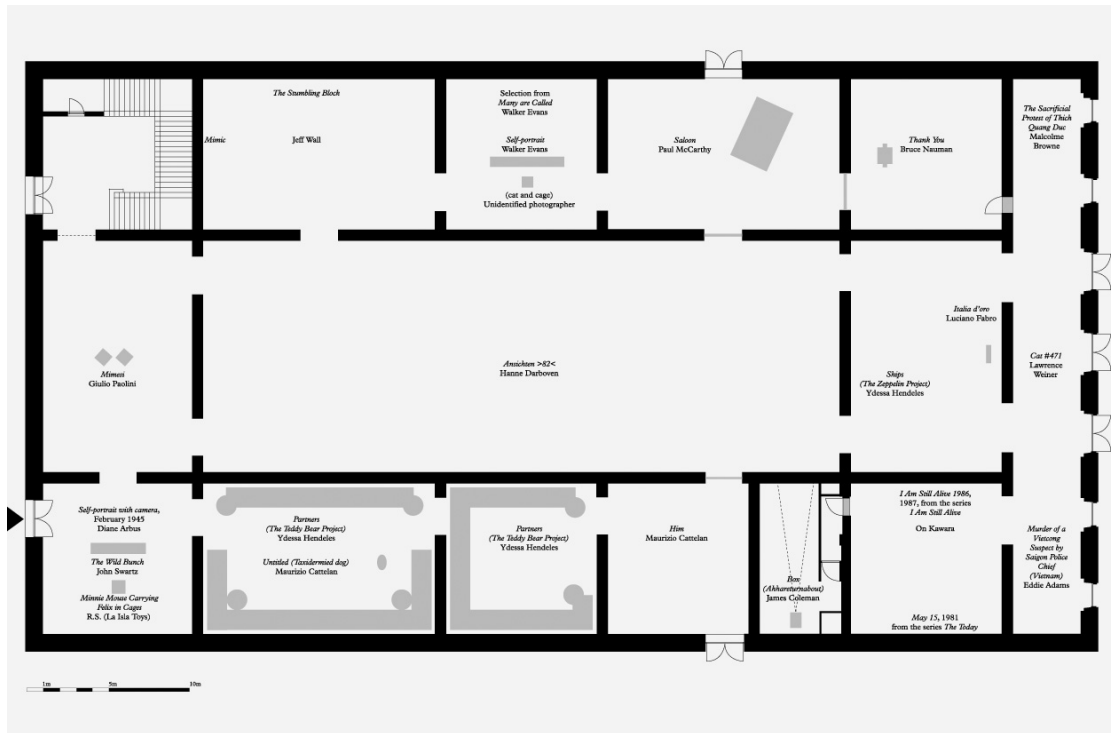 The Stumbling Bloch
Mimic
Jeff Wall
Selection from
Many are Called
Walker Evans
Self-portrait
Walker Evans
(cat and cage)
Unidentified photographer
Saloon
Paul McCarthy
Thank You
Bruce Nauman
The Sacrificial
Protest of Thich
Quang Duc
Malcolme
Browne
Mimesi
Giulio Paolini
Ansichten >82<
Hanne Darboven
Italia d'oro
Luciano Fabro
Ships
(The Zeppelin Project)
Ydessa Hendeles
Cat #471
Lawrence
Weiner
Self-portrait with camera,
February 1945
Diane Arbus
The Wild Bunch
John Swartz
Minnie Mouse Carrying
Felix in Cages
R.S. (La Isla Toys)
Partners
(The Teddy Bear Project)
Ydessa Hendeles
Untitled (Taxidermied dog)
Maurizio Cattelan
Partners
(The Teddy Bear Project)
Ydessa Hendeles
Him
Maurizio Cattelan
Box
(Ahhareturnabout)
James Coleman
I Am Still Alive 1986,
1987, from the series
I Am Still Alive
On Kawara
May 15, 1981
from the series The Today
Murder of a
Vietcong
Suspect by
Saigon Police
Chief
(Vietnam)
Eddie Adams
1m
5m
10m